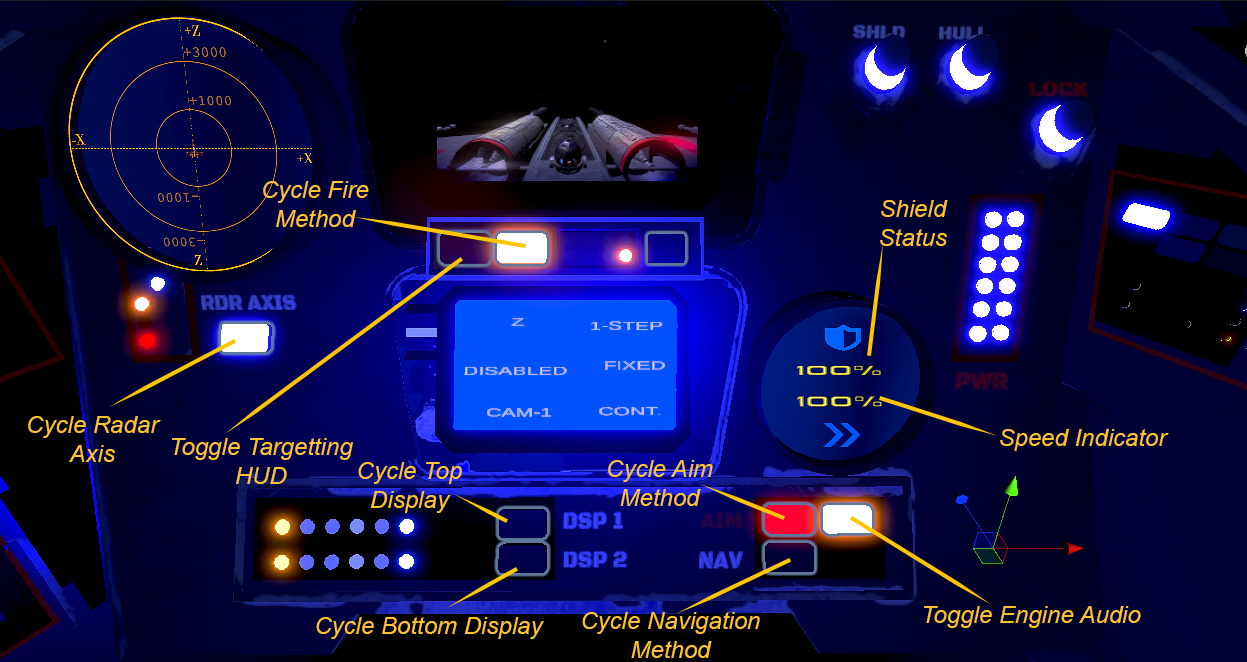 +Z
+3000
+1000
-X
+X
-1000
-3000
Z-
SHLD
HULL
LOCK
Cycle Fire
Method
Shield
Status
RDR AXIS
Z
1-STEP
DISABLED
FIXED
CAM-1
CONT.
100%
100%
PWR
Cycle Radar
Axis
Toggle Targetting
HUD
Speed Indicator
Cycle Top
Display
Cycle Aim
Method
DSP 1
AIM
DSP 2
NAV
Cycle Bottom Display
Cycle Navigation
Method
Toggle Engine Audio